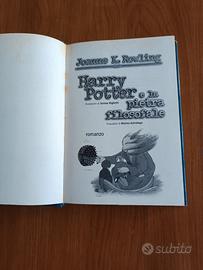 Joanne K. Rowling
Harry
Potter e la
pietra
filosofale
romanzo
subito